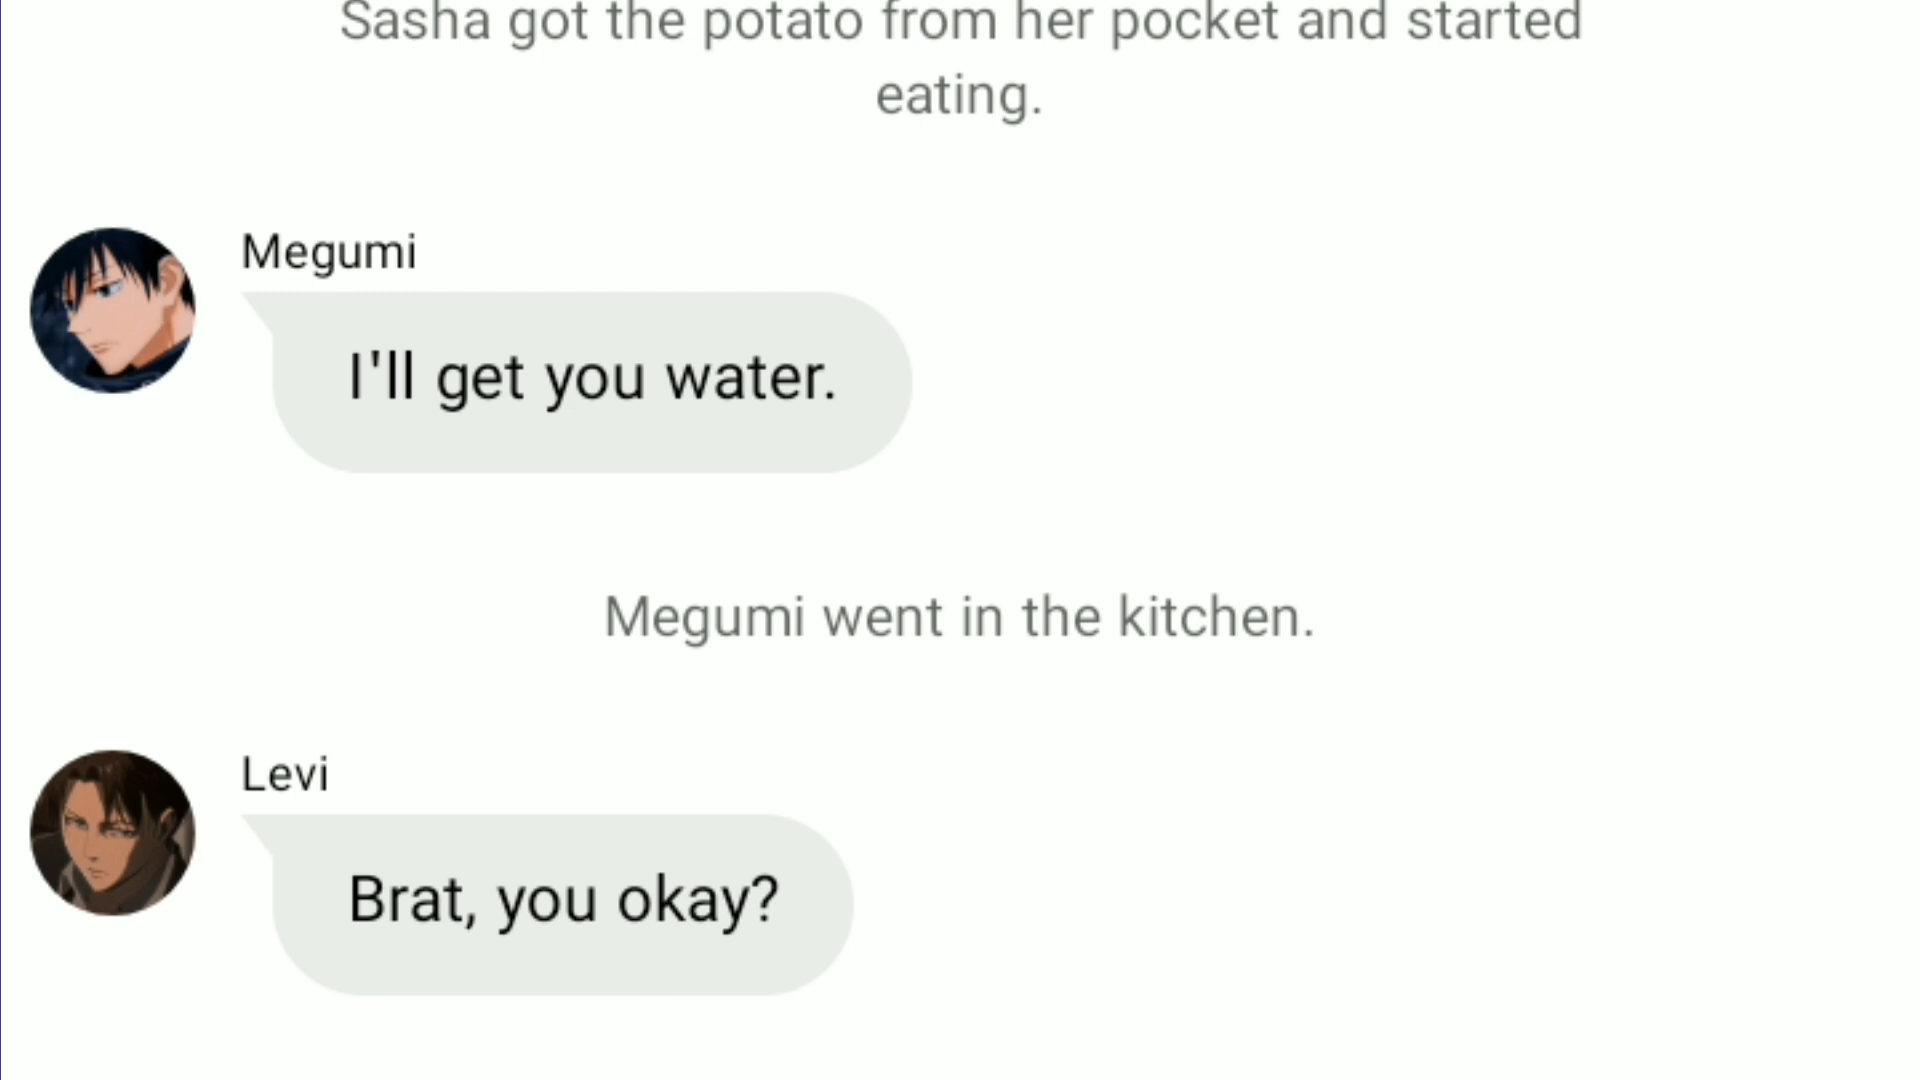 Sasha got the potato from her pocket and started
eating.
Megumi
I'll get you water.
Megumi went in the kitchen.
Levi
Brat, you okay?